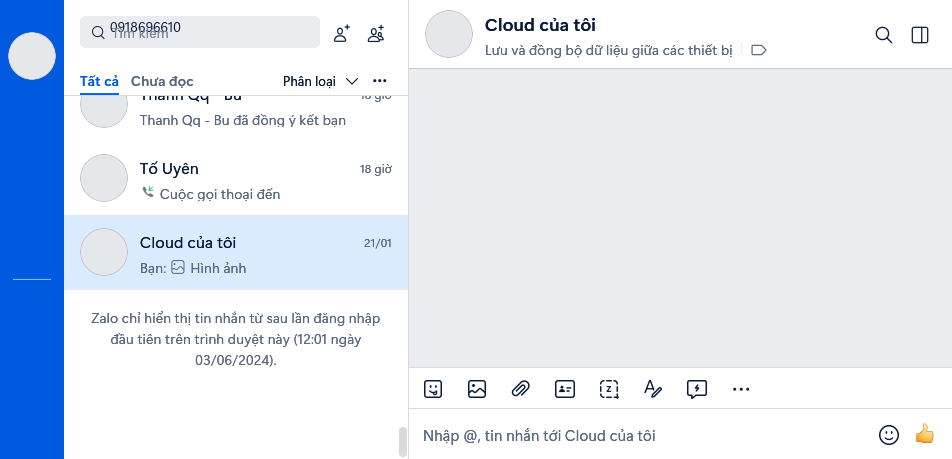 0918696610
Tìm kiếm
Tất cả Chưa đọc Phân loại
Thanh Qq - Bu 18 giờ
Thanh Qq - Bu đã đồng ý kết bạn
Tố Uyên 18 giờ
Cuộc gọi thoại đến
Cloud của tôi 21/01
Bạn: Hình ảnh
Zalo chỉ hiển thị tin nhắn từ sau lần đăng nhập
đầu tiên trên trình duyệt này (12:01 ngày
03/06/2024).
Cloud của tôi
Lưu và đồng bộ dữ liệu giữa các thiết bị
Nhập @, tin nhắn tới Cloud của tôi